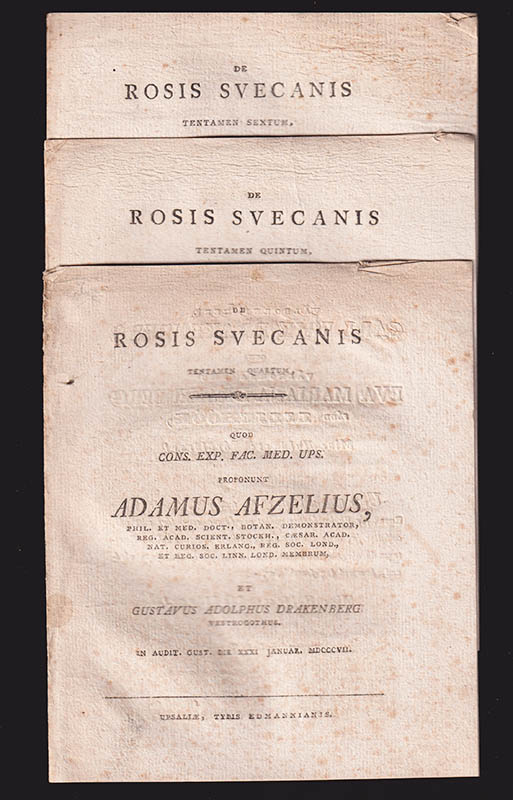 DE
ROSIS SVECANIS
TENTAMEN SEXTUM,
DE
ROSIS SVECANIS
TENTAMEN QUINTUM,
DE
ROSIS SVECANIS
TENTAMEN QUARTUM,
QUOD
CONS. EXP. FAC. MED. UPS.
PROPONUNT
ADAMUS AFZELIUS,
PHIL. ET MED. DOCT., BOTAN. DEMONSTRATOR,
REG. ACAD. SCIENT. STOCKH., CÆSAR. ACAD.
NAT. CURIOS. ERLANG., REG. SOC. LOND.,
ET REG. SOC. LINN. LOND. MEMBRUM,
ET
GUSTAVUS ADOLPHUS DRAKENBERG
VESTROGOTHUS.
IN AUDIT. GUST. DIE XXXI JANUAR. MDCCCVII.
UPSALIÆ, TYPIS EDMANNIANIS.